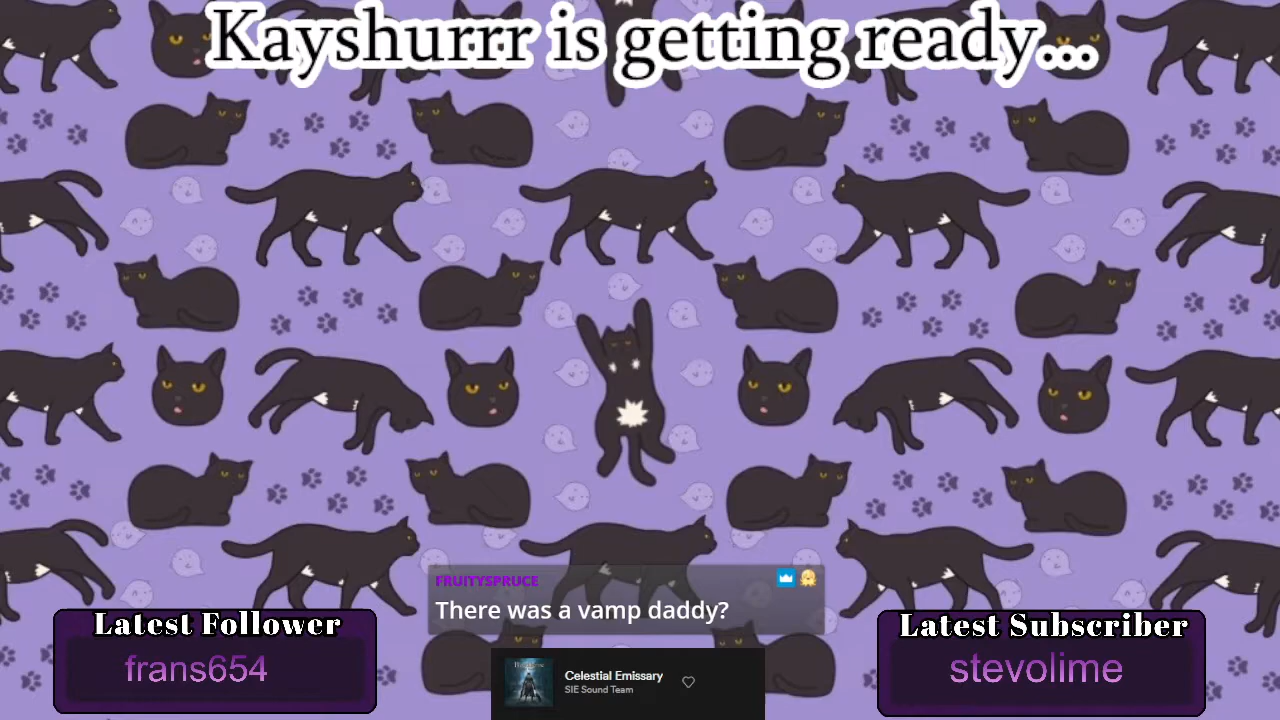 Kayshurrr is getting ready...
FRUITYSPRUCE
There was a vamp daddy?
Latest Follower
frans654
Latest Subscriber
stevolime
Celestial Emissary
SIE Sound Team